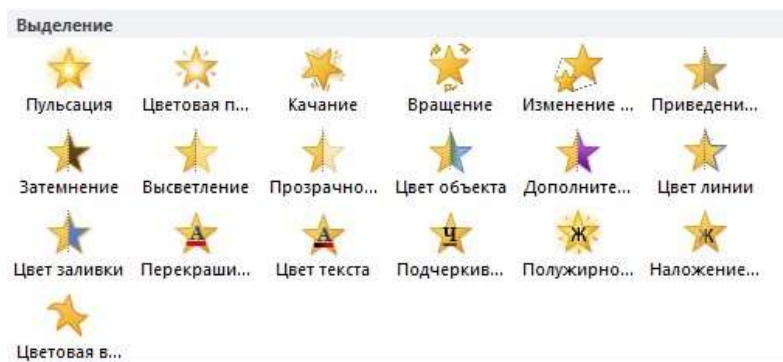 Выделение
Пульсация Цветовая п... Качание Вращение Изменение ... Приведени...
Затемнение Высветление Прозрачно... Цвет объекта Дополните... Цвет линии
Цвет заливки Перекраши... Цвет текста Подчеркив... Полужирно... Наложение...
Цветовая в...